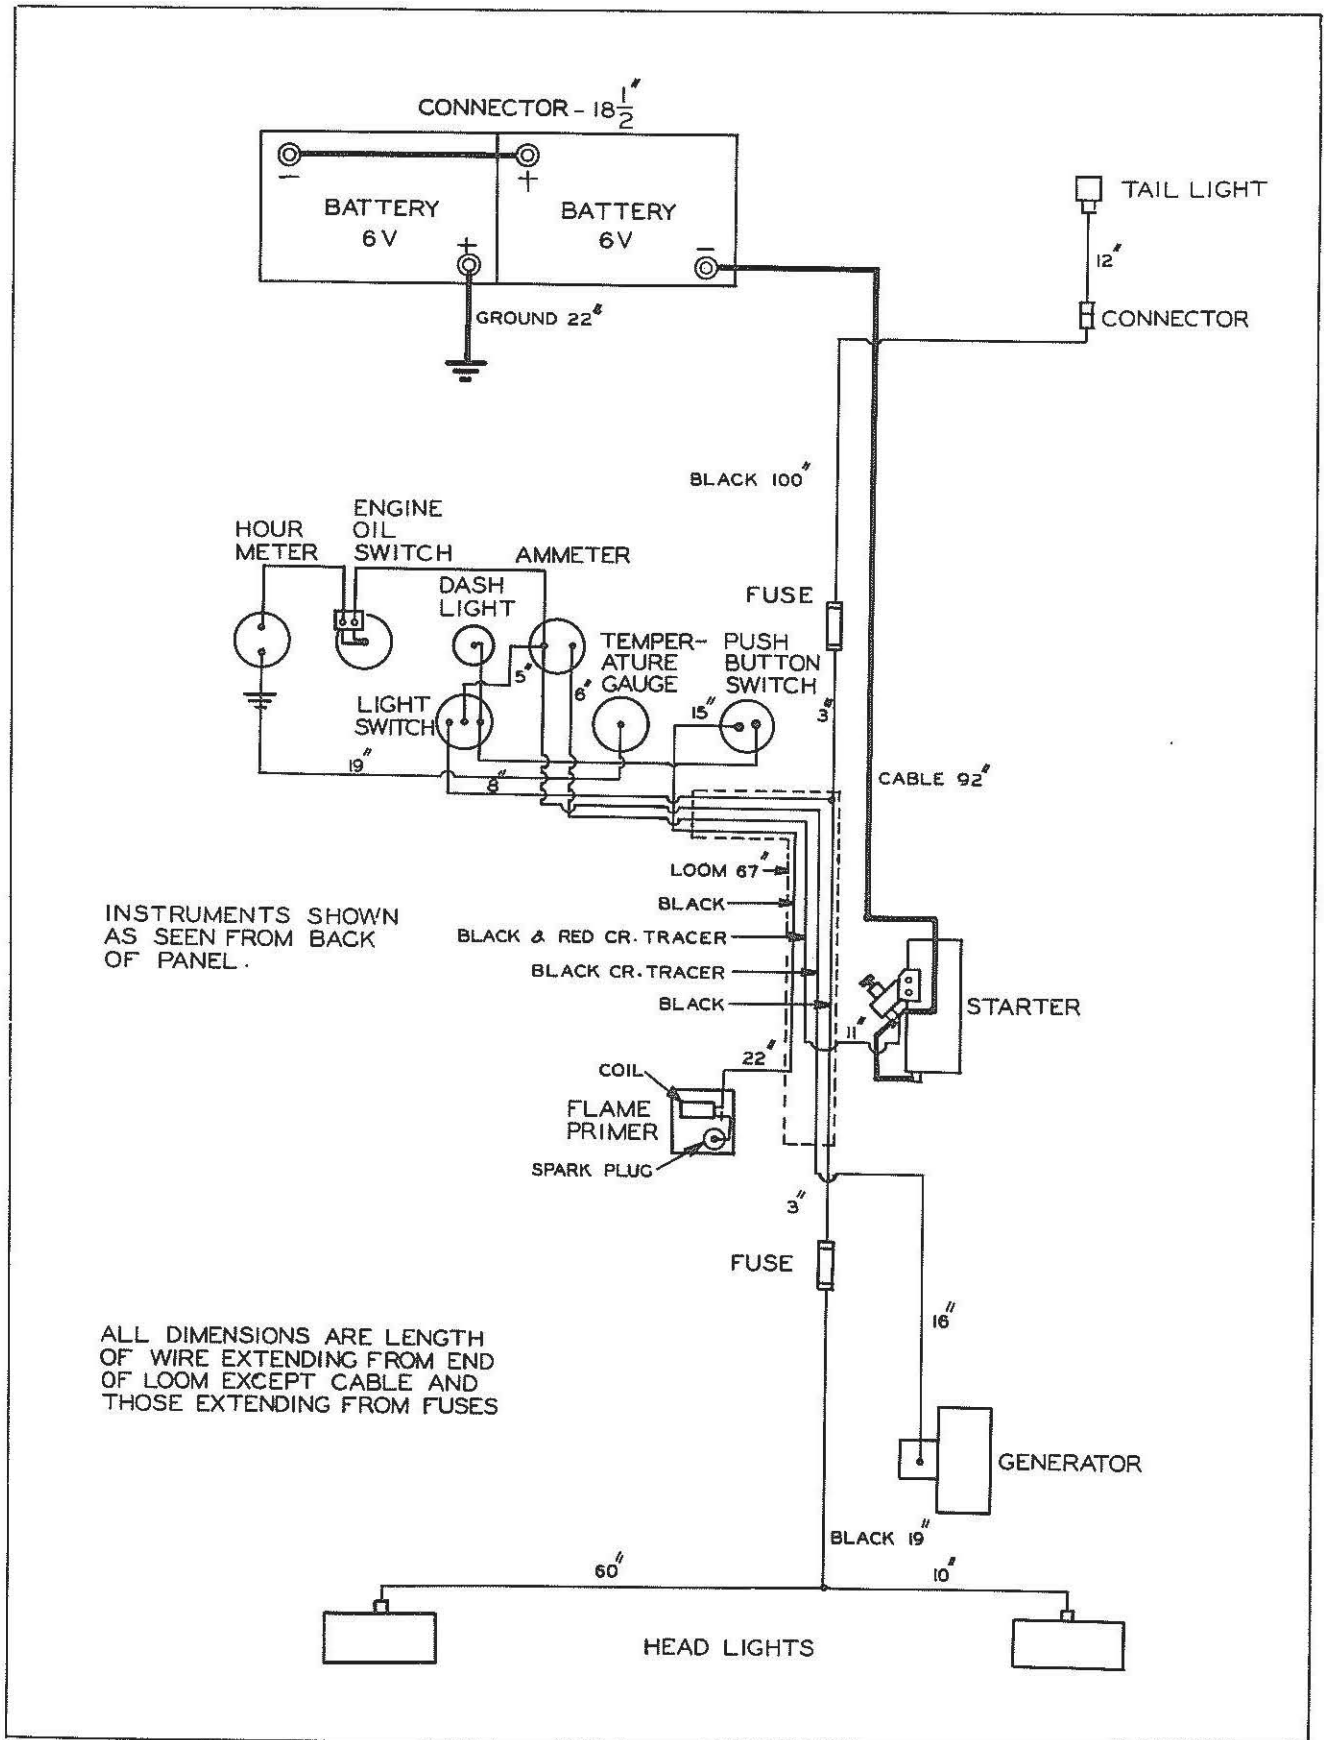 CONNECTOR - 18 1/2"
- +
BATTERY
6V
BATTERY
6V
+
-
TAIL LIGHT
12"
CONNECTOR
GROUND 22"
BLACK 100"
HOUR
METER
ENGINE
OIL
SWITCH
AMMETER
DASH
LIGHT
FUSE
TEMPER-
ATURE
GAUGE
PUSH
BUTTON
SWITCH
5"
6"
LIGHT
SWITCH
15"
3"
19"
8"
CABLE 92"
LOOM 67"
BLACK
BLACK & RED CR. TRACER
BLACK CR. TRACER
BLACK
INSTRUMENTS SHOWN
AS SEEN FROM BACK
OF PANEL.
STARTER
11"
22"
COIL
FLAME
PRIMER
SPARK PLUG
3"
FUSE
16"
ALL DIMENSIONS ARE LENGTH
OF WIRE EXTENDING FROM END
OF LOOM EXCEPT CABLE AND
THOSE EXTENDING FROM FUSES
GENERATOR
BLACK 19"
60"
10"
HEAD LIGHTS